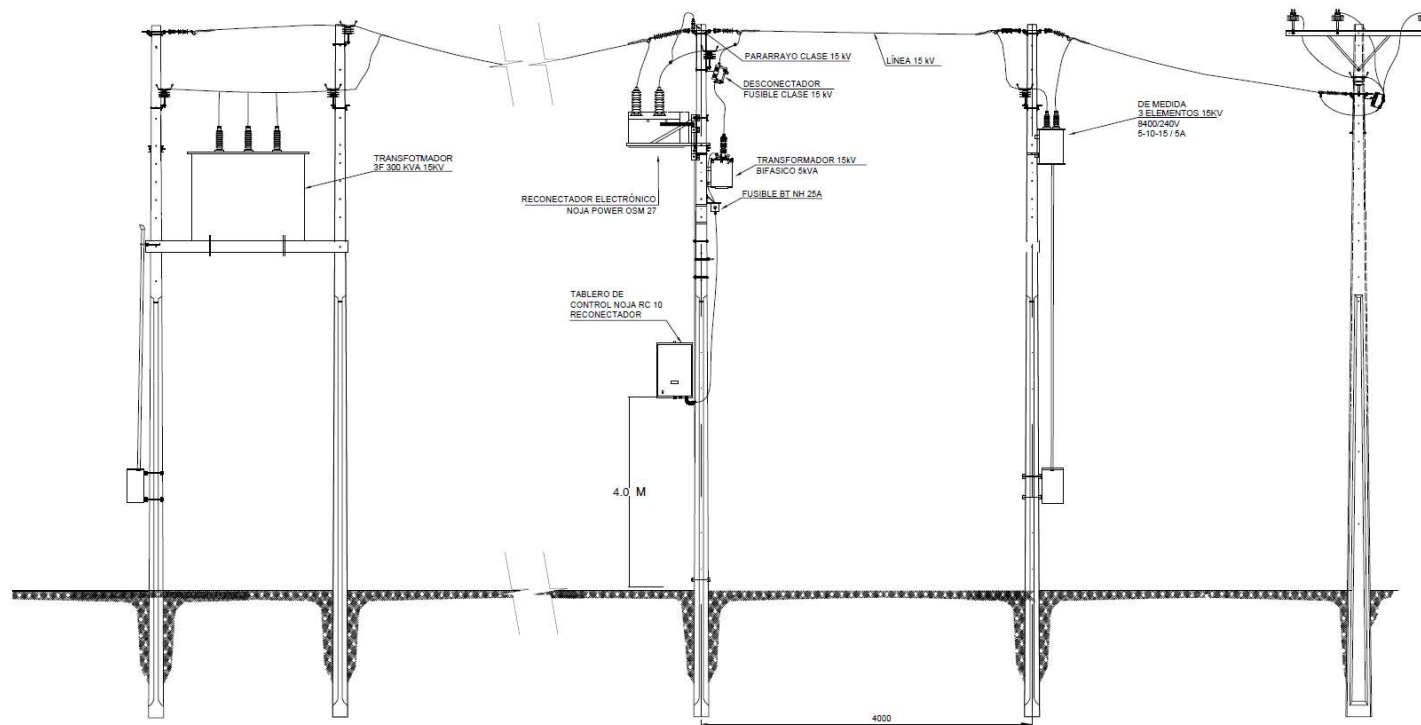 PARARRAYO CLASE 15 kV
LÍNEA 15 kV
DESCONECTADOR
FUSIBLE CLASE 15 kV
DE MEDIDA
3 ELEMENTOS 15KV
8400/240V
5-10-15 / 5A
TRANSFOTMADOR
3F 300 KVA 15KV
TRANSFORMADOR 15kV
BIFASICO 5kVA
RECONECTADOR ELECTRÓNICO
NOJA POWER OSM 27
FUSIBLE BT NH 25A
TABLERO DE
CONTROL NOJA RC 10
RECONECTADOR
4.0 M
4000